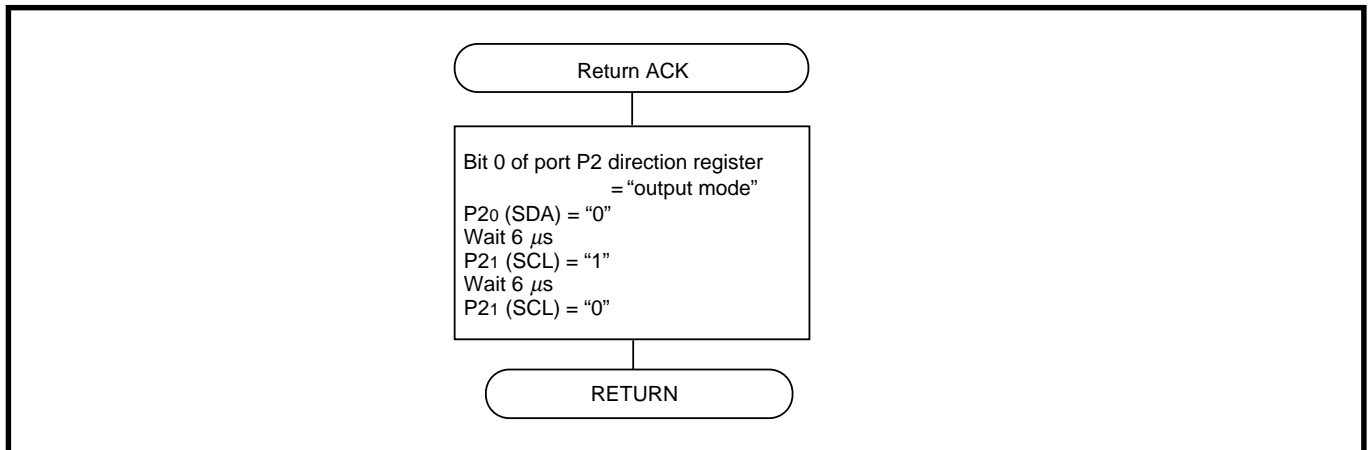 Return ACK
Bit 0 of port P2 direction register
= “output mode”
P20 (SDA) = “0”
Wait 6 μs
P21 (SCL) = “1”
Wait 6 μs
P21 (SCL) = “0”
RETURN